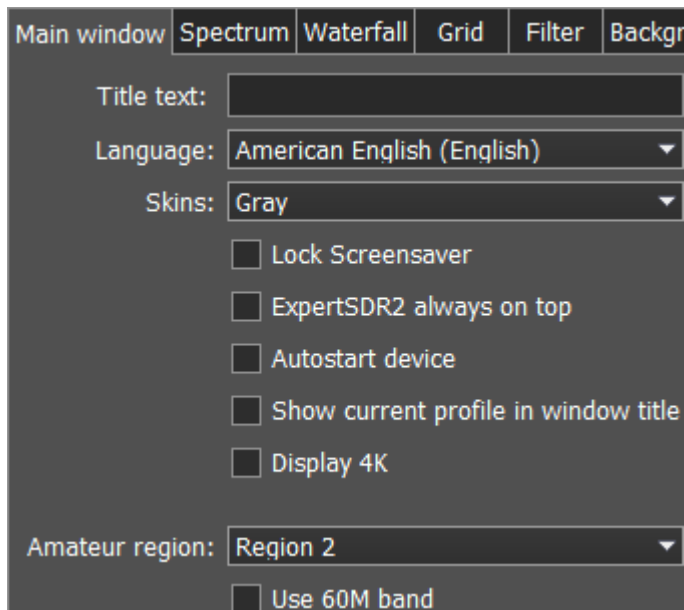 Main window Spectrum Waterfall Grid Filter Backgr
Title text:
Language: American English (English)
Skins: Gray
Lock Screensaver
ExpertSDR2 always on top
Autostart device
Show current profile in window title
Display 4K
Amateur region: Region 2
Use 60M band